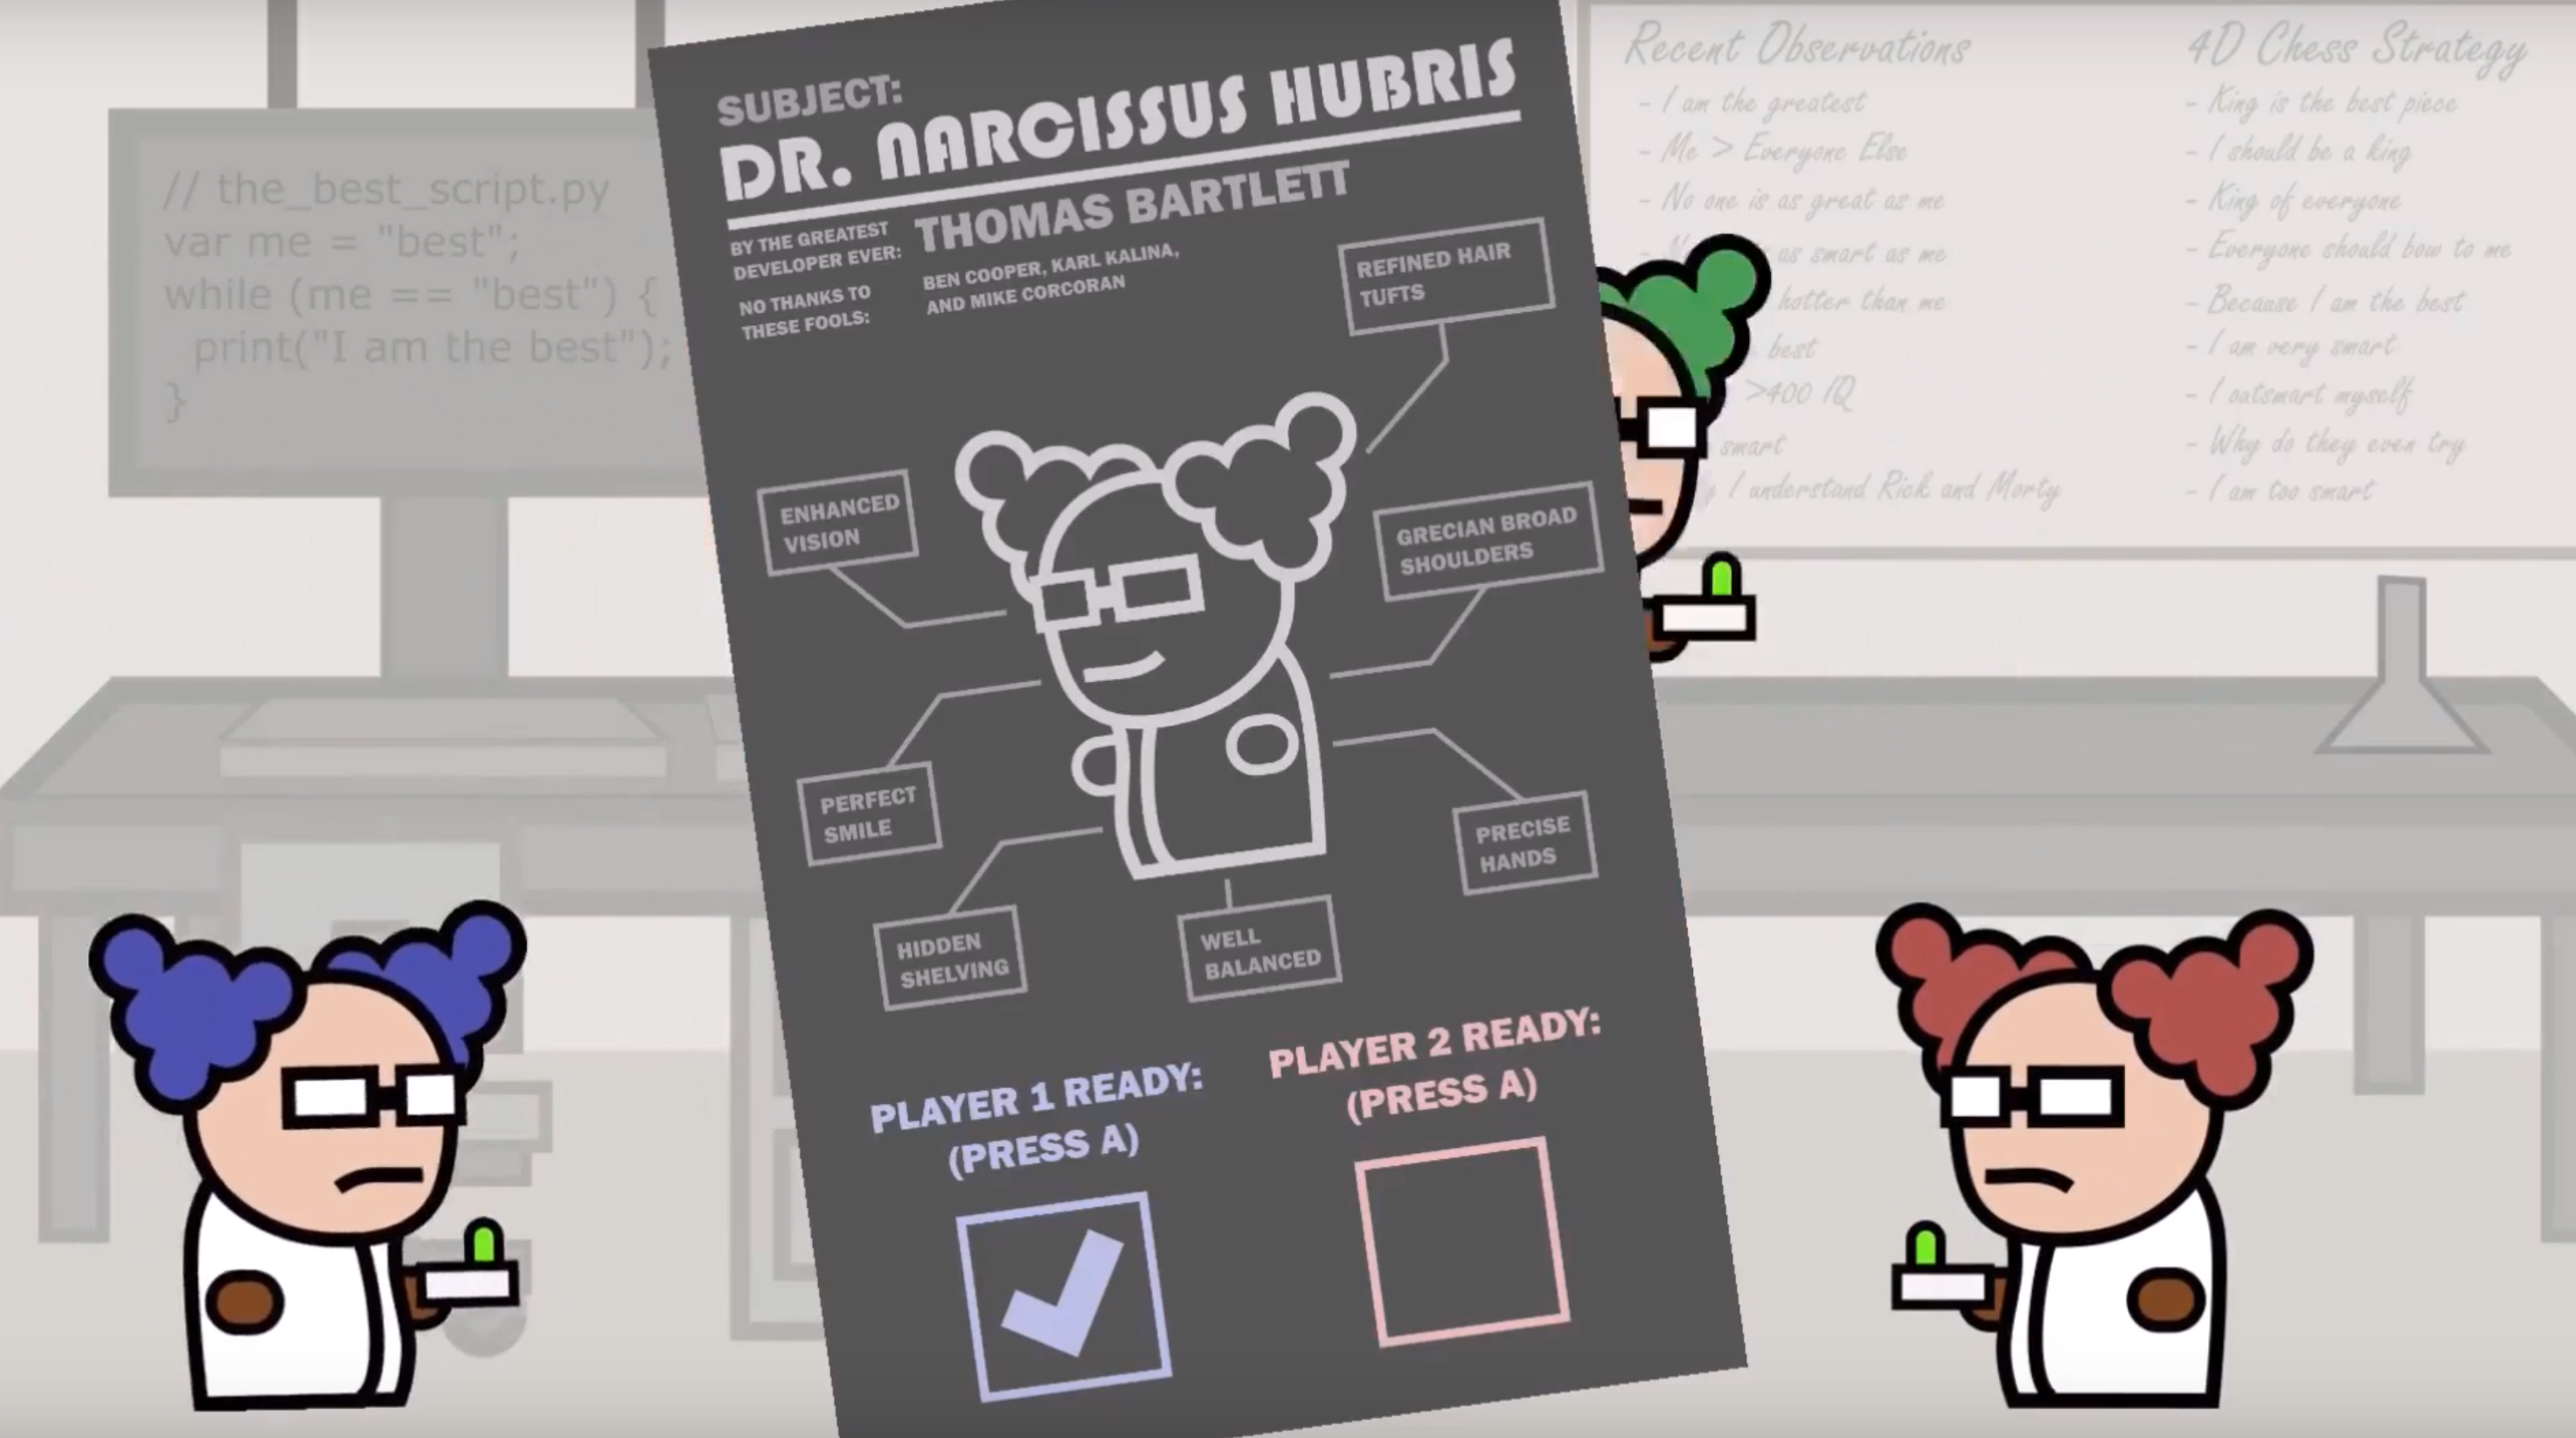 // the_best_script.py
var me = "best";
while (me == "best") {
print("I am the best");
}
SUBJECT:
DR. NARCISSUS HUBRIS
BY THE GREATEST
DEVELOPER EVER:
THOMAS BARTLETT
NO THANKS TO
THESE FOOLS:
BEN COOPER, KARL KALINA,
AND MIKE CORCORAN
REFINED HAIR
TUFTS
ENHANCED
VISION
GRECIAN BROAD
SHOULDERS
PERFECT
SMILE
PRECISE
HANDS
HIDDEN
SHELVING
WELL
BALANCED
PLAYER 1 READY:
(PRESS A)
PLAYER 2 READY:
(PRESS A)
Recent Observations
- I am the greatest
- Me > Everyone Else
- No one is as great as me
as smart as me
hotter than me
best
>400 IQ
smart
I understand Rick and Morty
4D Chess Strategy
- King is the best piece
- I should be a king
- King of everyone
- Everyone should bow to me
- Because I am the best
- I am very smart
- I outsmart myself
- Why do they even try
- I am too smart